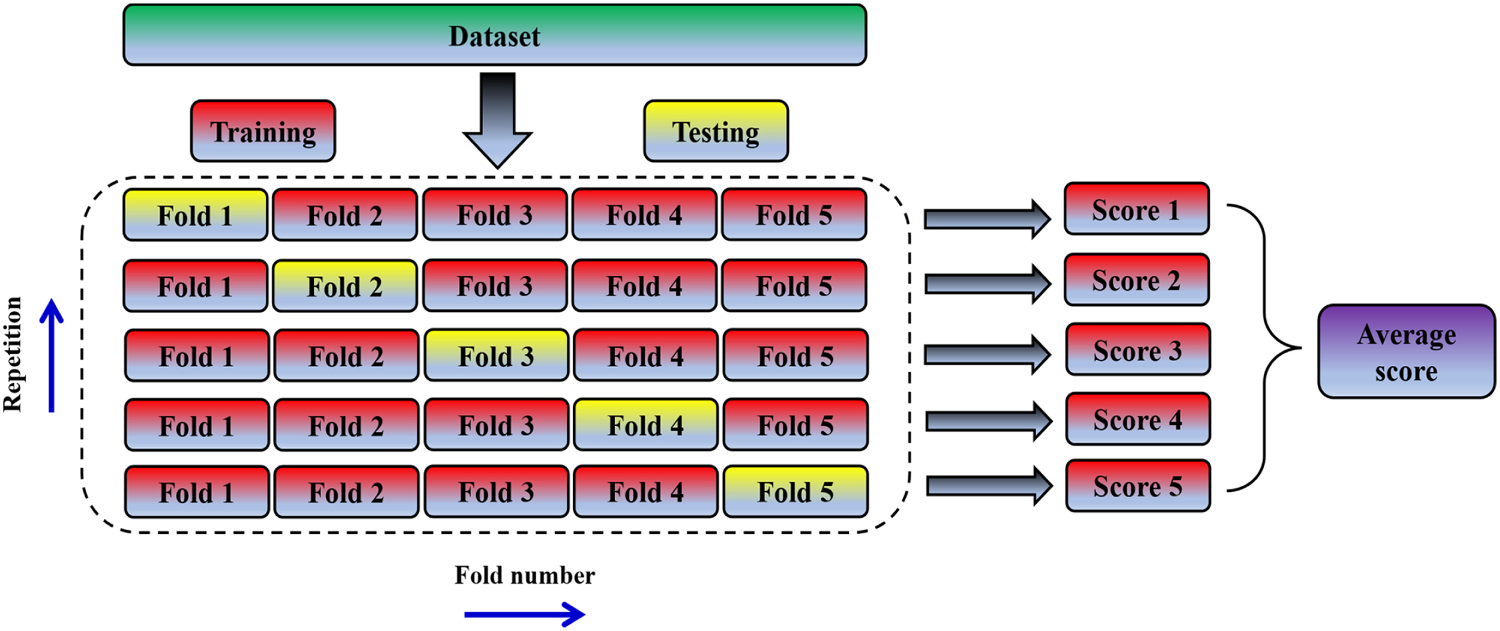 Dataset
Training
Testing
Fold 1 Fold 2 Fold 3 Fold 4 Fold 5
Score 1
Fold 1 Fold 2 Fold 3 Fold 4 Fold 5
Score 2
Fold 1 Fold 2 Fold 3 Fold 4 Fold 5
Score 3
Fold 1 Fold 2 Fold 3 Fold 4 Fold 5
Score 4
Fold 1 Fold 2 Fold 3 Fold 4 Fold 5
Score 5
Average
score
Repetition
Fold number